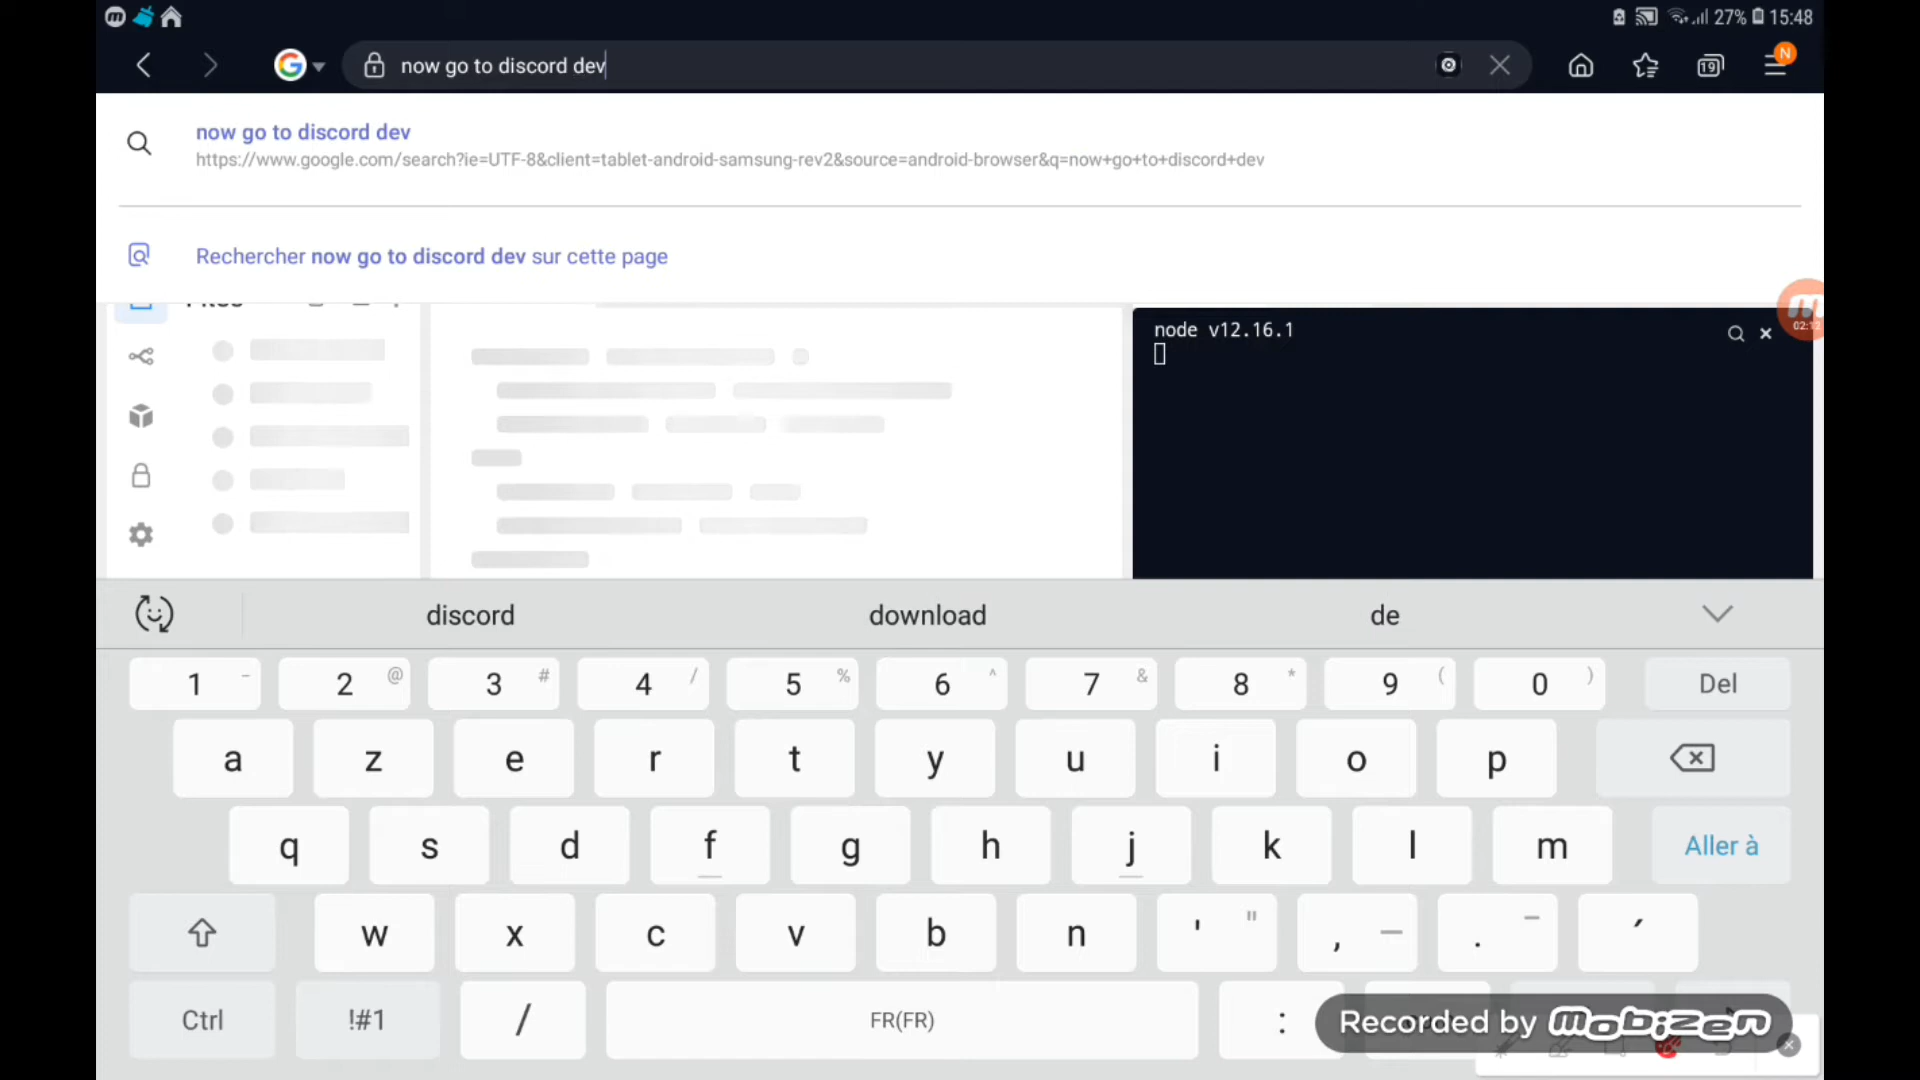 27% 15:48
now go to discord dev
19
N
now go to discord dev
https://www.google.com/search?ie=UTF-8&client=tablet-android-samsung-rev2&source=android-browser&q=now+go+to+discord+dev
Rechercher now go to discord dev sur cette page
node v12.16.1
02:12
discord download de
1 - 2 @ 3 # 4 / 5 % 6 ^ 7 & 8 * 9 ( 0 ) Del
a z e r t y u i o p
q s d f g h j k l m Aller à
w x c v b n ' " , . ´
Ctrl !#1 / FR(FR) :
Recorded by mobizen